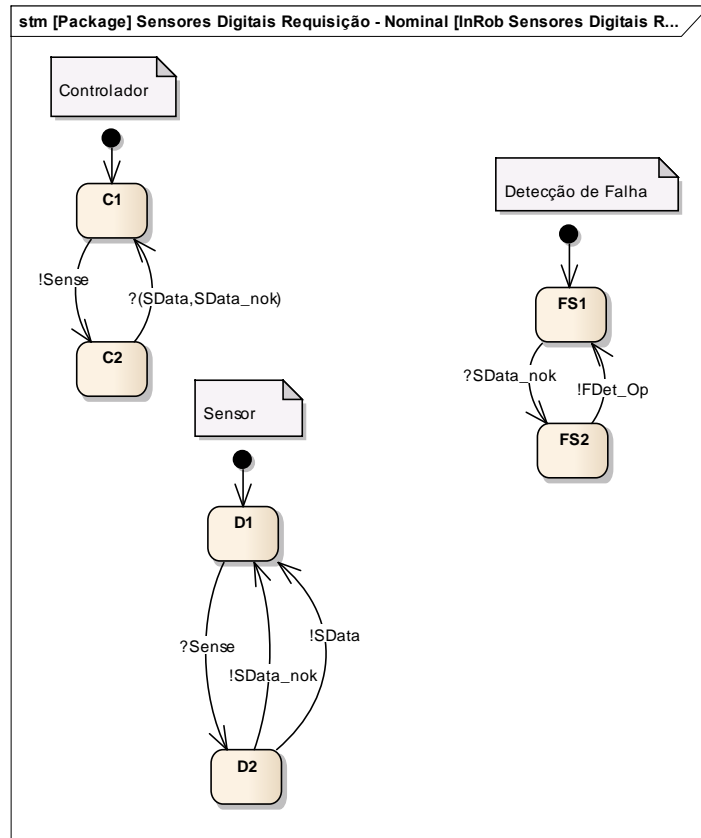 stm [Package] Sensores Digitais Requisição - Nominal [InRob Sensores Digitais R...
Controlador
C1
!Sense
?(SData,SData_nok)
C2
Detecção de Falha
FS1
?SData_nok
!FDet_Op
FS2
Sensor
D1
?Sense
!SData_nok
!SData
D2